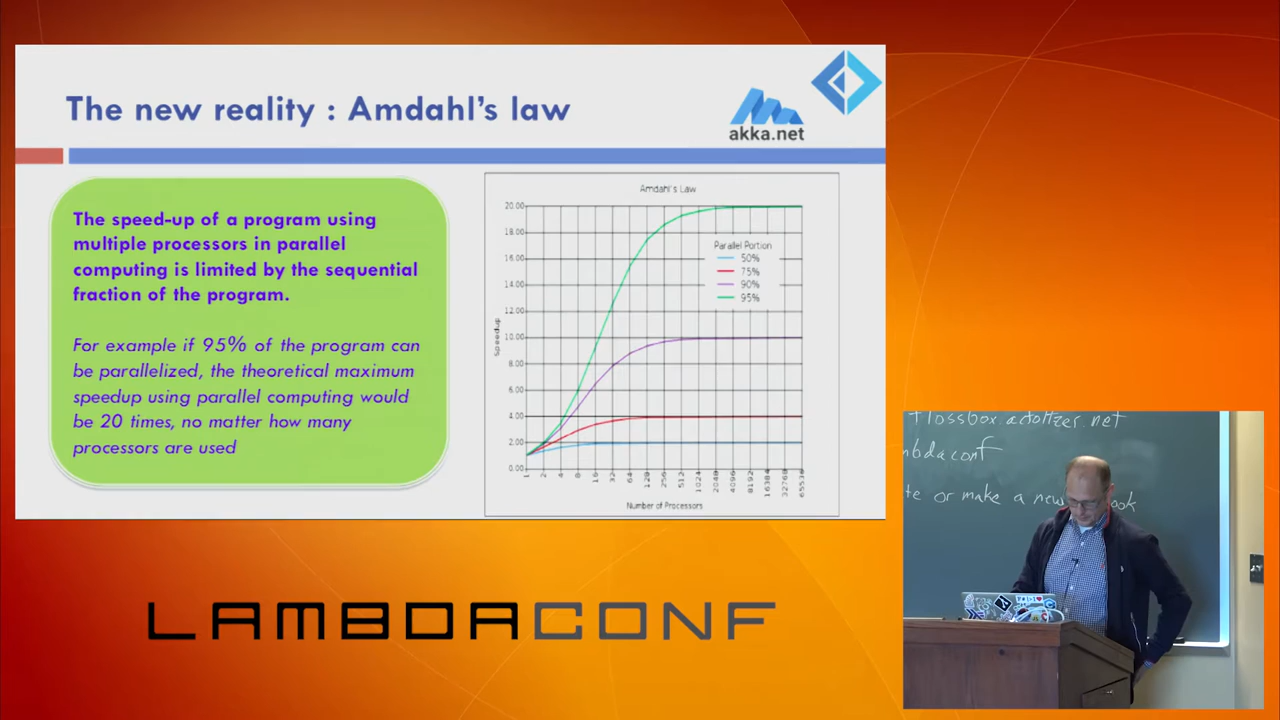 The new reality : Amdahl's law
akka.net
The speed-up of a program using
multiple processors in parallel
computing is limited by the sequential
fraction of the program.
For example if 95% of the program can
be parallelized, the theoretical maximum
speedup using parallel computing would
be 20 times, no matter how many
processors are used
Amdahl's Law
20.00
18.00
16.00
14.00
12.00
10.00
8.00
6.00
4.00
2.00
0.00
Speedup
Parallel Portion
50%
75%
90%
95%
1
2
4
8
16
32
64
128
256
512
1024
2048
4096
8192
16384
32768
65536
Number of Processors
net
mbdaconf
te or make a new ook
LAMBDACONF